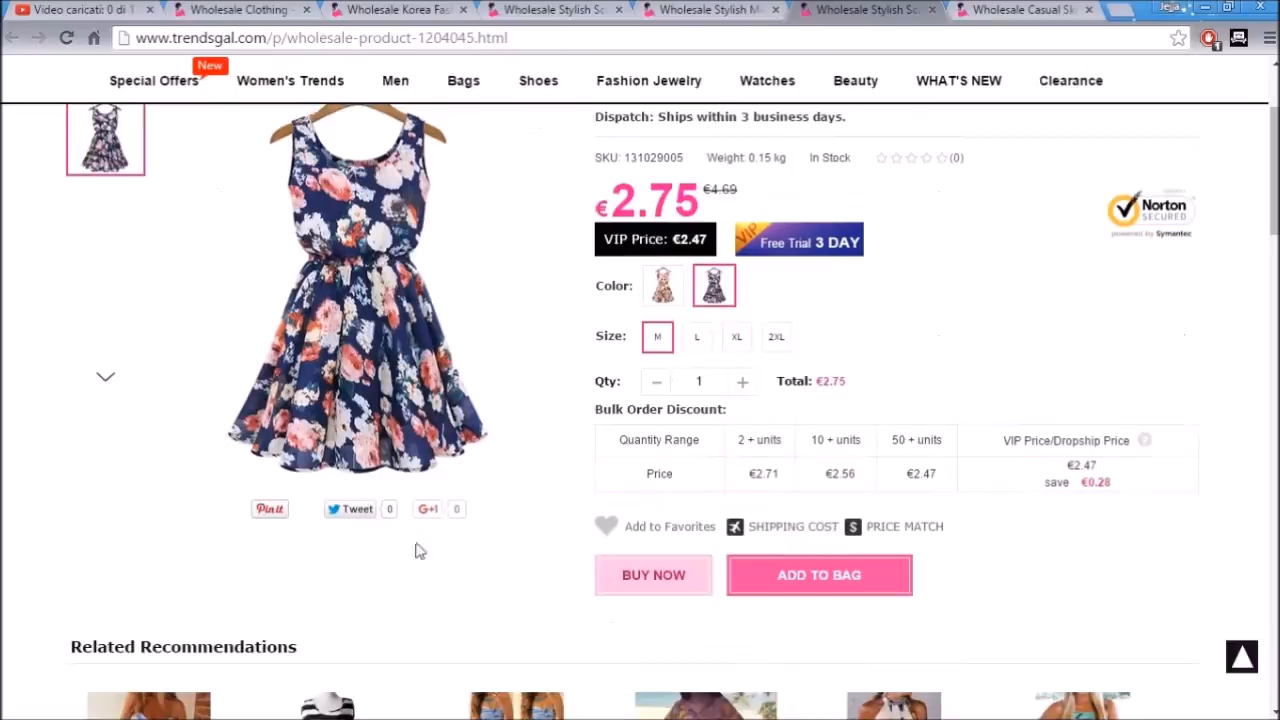 Video caricati: 0 di 1
Wholesale Clothing -
Wholesale Korea Fas
Wholesale Stylish Sc
Wholesale Stylish M
Wholesale Stylish Sc
Wholesale Casual Sk
Jejja
www.trendsgal.com/p/wholesale-product-1204045.html
1
New
Special Offers Women's Trends Men Bags Shoes Fashion Jewelry Watches Beauty WHAT'S NEW Clearance
Dispatch: Ships within 3 business days.
SKU: 131029005 Weight: 0.15 kg In Stock (0)
€2.75 €4.69
Norton
SECURED
powered by Symantec
VIP Price: €2.47
VIP Free Trial 3 DAY
Color:
Size: M L XL 2XL
Qty: − 1 + Total: €2.75
Bulk Order Discount:
Quantity Range 2 + units 10 + units 50 + units VIP Price/Dropship Price ?
Price €2.71 €2.56 €2.47 €2.47
save €0.28
Pin it Tweet 0 G+1 0
Add to Favorites SHIPPING COST $ PRICE MATCH
BUY NOW ADD TO BAG
Related Recommendations